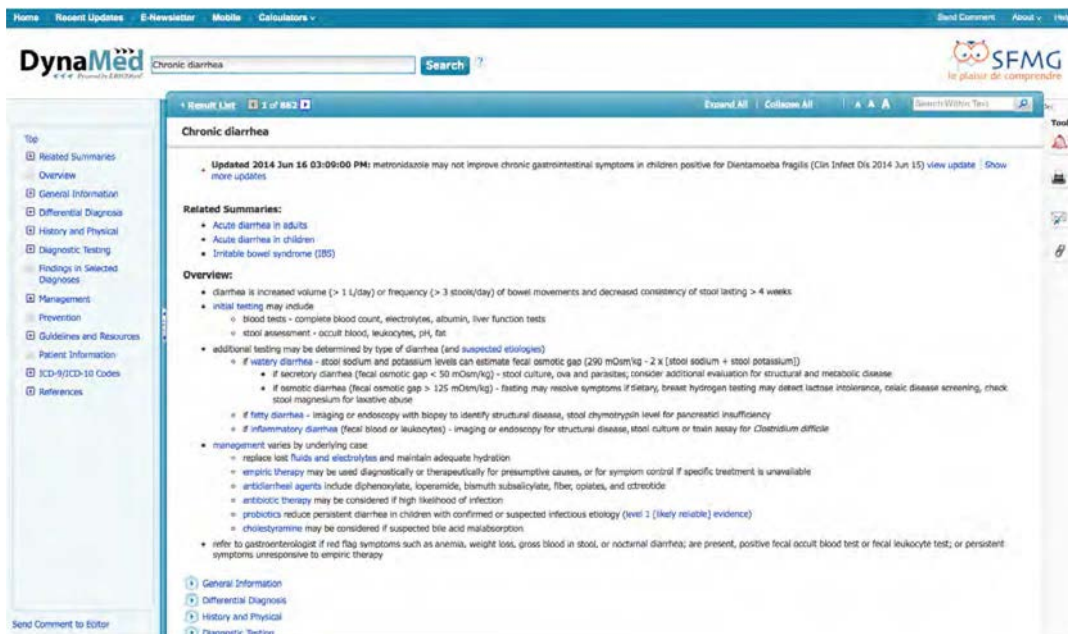 Home Recent Updates E-Newsletter Mobile Calculators
Send Comment About Help
DynaMed
Powered by EBSCOhost
Chronic diarrhea
Search ?
SFMG
le plaisir de comprendre
Result List 1 of 882
Expand All | Collapse All A A A Search Within Text
Top
Related Summaries
Overview
General Information
Differential Diagnosis
History and Physical
Diagnostic Testing
Findings in Selected
Diagnoses
Management
Prevention
Guidelines and Resources
Patient Information
ICD-9/ICD-10 Codes
References
Send Comment to Editor
Chronic diarrhea
Updated 2014 Jun 16 03:09:00 PM: metronidazole may not improve chronic gastrointestinal symptoms in children positive for Dientamoeba fragilis (Clin Infect Dis 2014 Jun 15) view update | Show
more updates
Related Summaries:
Acute diarrhea in adults
Acute diarrhea in children
Irritable bowel syndrome (IBS)
Overview:
diarrhea is increased volume (> 1 L/day) or frequency (> 3 stools/day) of bowel movements and decreased consistency of stool lasting > 4 weeks
initial testing may include
blood tests - complete blood count, electrolytes, albumin, liver function tests
stool assessment - occult blood, leukocytes, pH, fat
additional testing may be determined by type of diarrhea (and suspected etiologies)
if watery diarrhea - stool sodium and potassium levels can estimate fecal osmotic gap (290 mOsm/kg - 2 x [stool sodium + stool potassium])
if secretory diarrhea (fecal osmotic gap < 50 mOsm/kg) - stool culture, ova and parasites; consider additional evaluation for structural and metabolic disease
if osmotic diarrhea (fecal osmotic gap > 125 mOsm/kg) - fasting may resolve symptoms if dietary, breast hydrogen testing may detect lactose intolerance, celaic disease screening, check
stool magnesium for laxative abuse
if fatty diarrhea - imaging or endoscopy with biopsy to identify structural disease, stool chymotrypin level for pancreatic insufficiency
if inflammatory diarrhea (fecal blood or leukocytes) - imaging or endoscopy for structural disease, stool culture or toxin assay for Clostridium difficile
management varies by underlying case
replace lost fluids and electrolytes and maintain adequate hydration
empiric therapy may be used diagnostically or therapeutically for presumptive causes, or for symptom control if specific treatment is unavailable
antidiarrheal agents include diphenoxylate, loperamide, bismuth subsalicylate, fiber, opiates, and octreotide
antibiotic therapy may be considered if high likelihood of infection
probiotics reduce persistent diarrhea in children with confirmed or suspected infectious etiology (level 1 [likely reliable] evidence)
cholestyramine may be considered if suspected bile acid malabsorption
refer to gastroenterologist if red flag symptoms such as anemia, weight loss, gross blood in stool, or nocturnal diarrhea; are present, positive fecal occult blood test or fecal leukocyte test; or persistent
symptoms unresponsive to empiric therapy
General Information
Differential Diagnosis
History and Physical
Diagnostic Testing
Tool